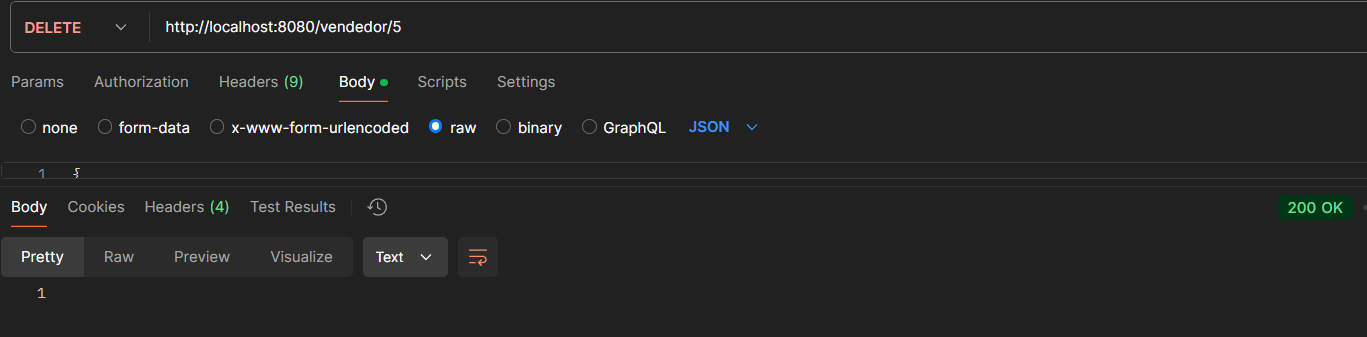 DELETE http://localhost:8080/vendedor/5
Params Authorization Headers (9) Body Scripts Settings
none form-data x-www-form-urlencoded raw binary GraphQL JSON
1 {
Body Cookies Headers (4) Test Results 200 OK
Pretty Raw Preview Visualize Text
1